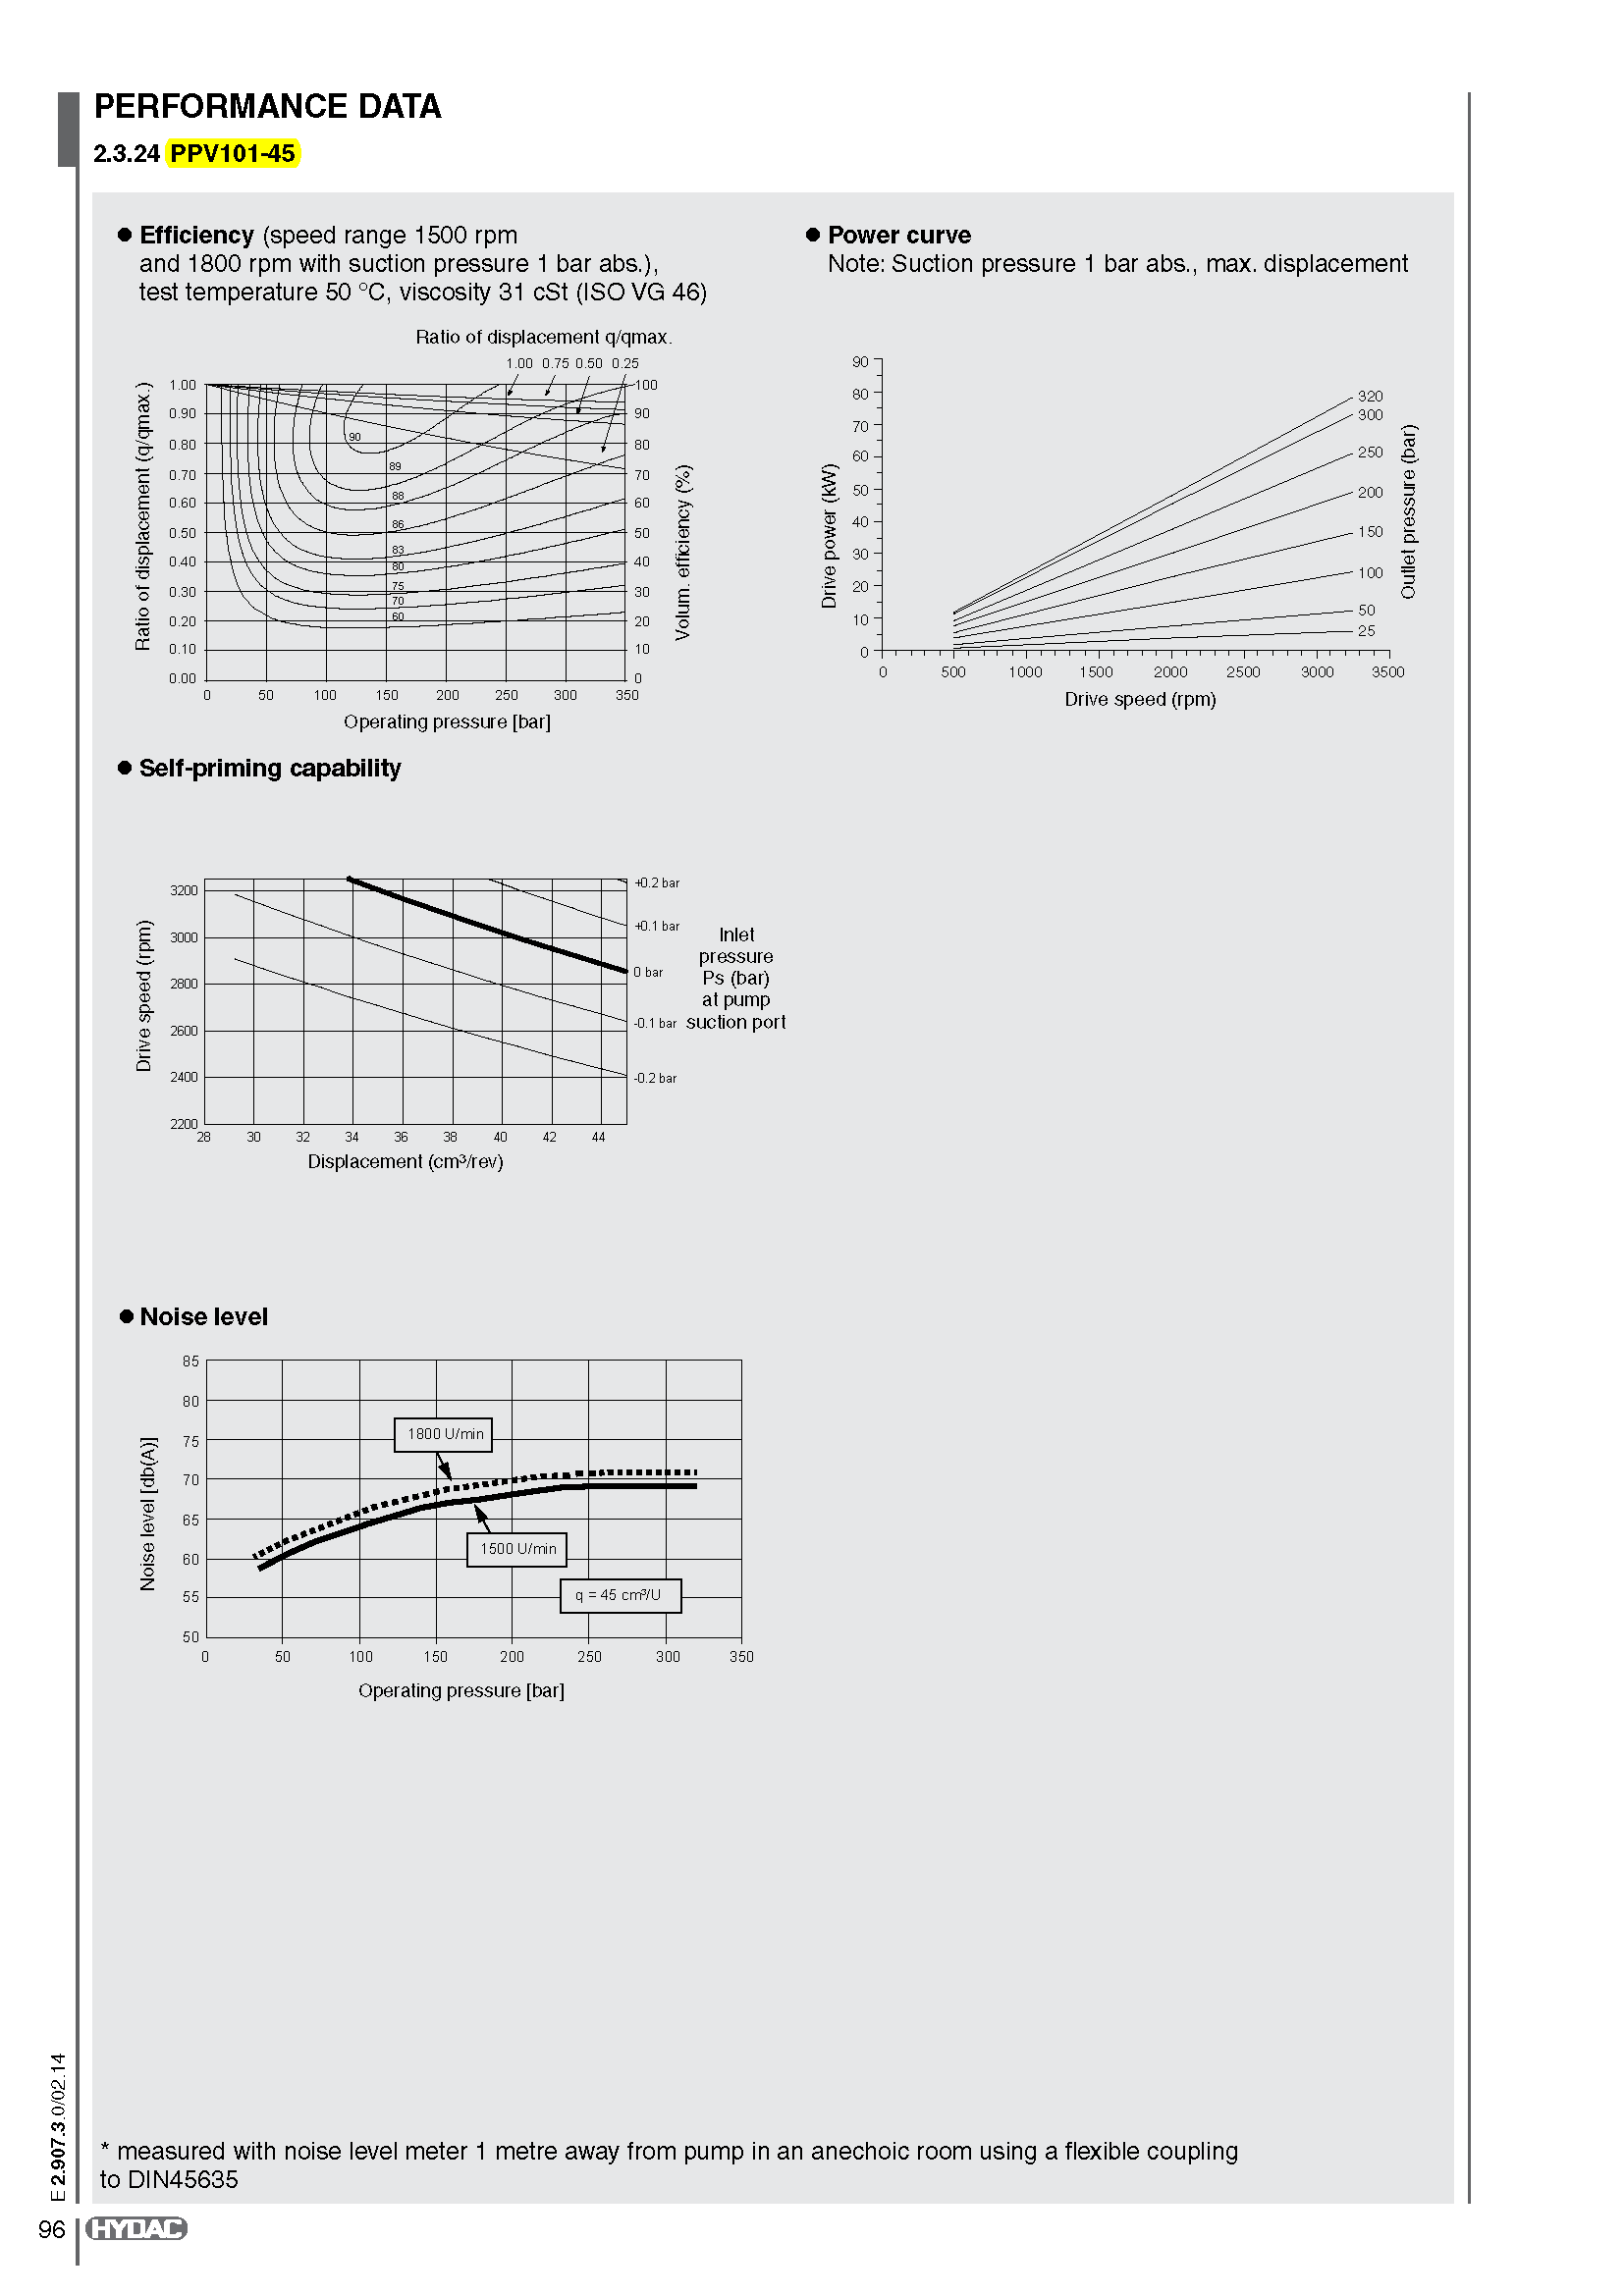 PERFORMANCE DATA
2.3.24 PPV101-45
● Efficiency (speed range 1500 rpm
and 1800 rpm with suction pressure 1 bar abs.),
test temperature 50 °C, viscosity 31 cSt (ISO VG 46)
Ratio of displacement q/qmax.
1.00 0.75 0.50 0.25
Ratio of displacement (q/qmax.)
1.00
0.90
0.80
0.70
0.60
0.50
0.40
0.30
0.20
0.10
0.00
90
89
88
86
83
80
75
70
60
100
90
80
70
60
50
40
30
20
10
0
Volum. efficiency (%)
0 50 100 150 200 250 300 350
Operating pressure [bar]
● Power curve
Note: Suction pressure 1 bar abs., max. displacement
Drive power (kW)
90
80
70
60
50
40
30
20
10
0
320
300
250
200
150
100
50
25
Outlet pressure (bar)
0 500 1000 1500 2000 2500 3000 3500
Drive speed (rpm)
● Self-priming capability
Drive speed (rpm)
3200
3000
2800
2600
2400
2200
+0.2 bar
+0.1 bar
0 bar
-0.1 bar
-0.2 bar
Inlet
pressure
Ps (bar)
at pump
suction port
28 30 32 34 36 38 40 42 44
Displacement (cm³/rev)
● Noise level
Noise level [db(A)]
85
80
75
70
65
60
55
50
1800 U/min
1500 U/min
q = 45 cm³/U
0 50 100 150 200 250 300 350
Operating pressure [bar]
* measured with noise level meter 1 metre away from pump in an anechoic room using a flexible coupling
to DIN45635
E 2.907.3.0/02.14
96 HYDAC